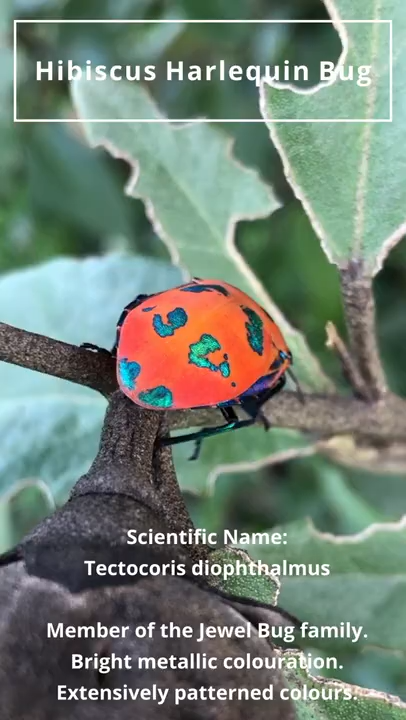 Hibiscus Harlequin Bug
Scientific Name:
Tectocoris diophthalmus
Member of the Jewel Bug family.
Bright metallic colouration.
Extensively patterned colours.